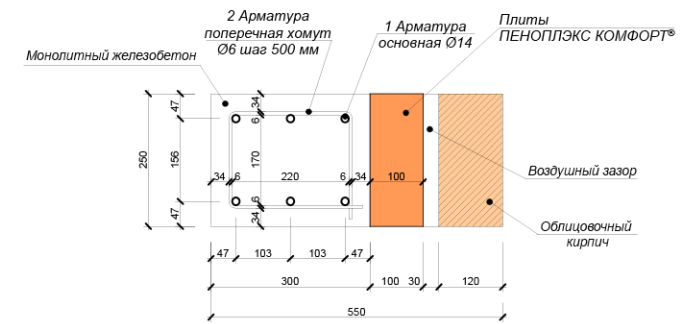 2 Арматура
поперечная хомут
Ø6 шаг 500 мм
1 Арматура
основная Ø14
Плиты
ПЕНОПЛЭКС КОМФОРТ®
Монолитный железобетон
47
34
6
250
156
170
34
6
220
6
34
100
Воздушный зазор
47
6
34
Облицовочный
кирпич
47
103
103
47
300
100
30
120
550